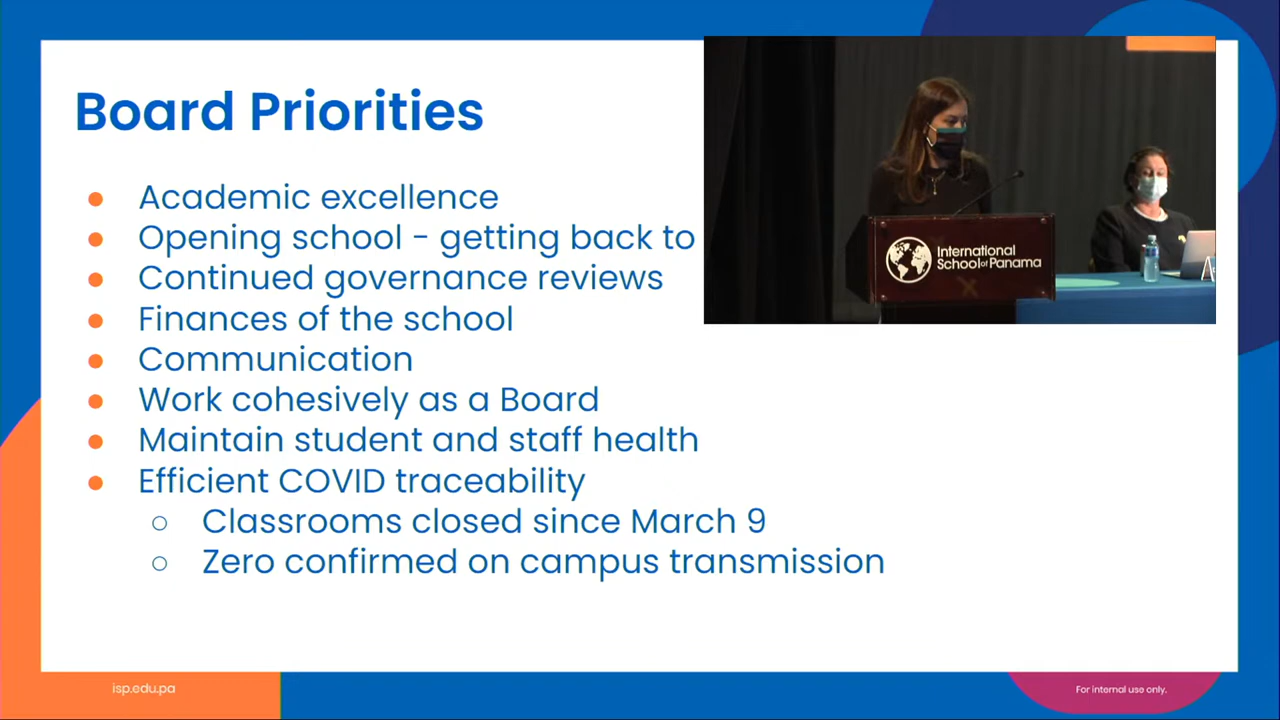 Board Priorities
Academic excellence
Opening school - getting back to
Continued governance reviews
Finances of the school
Communication
Work cohesively as a Board
Maintain student and staff health
Efficient COVID traceability
Classrooms closed since March 9
Zero confirmed on campus transmission
International
School of Panama
isp.edu.pa
For internal use only.